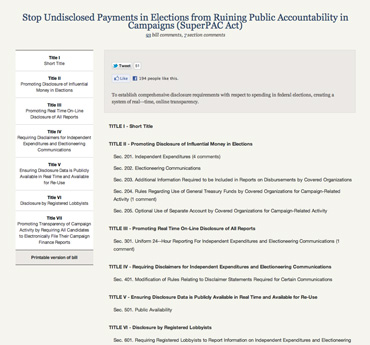 Stop Undisclosed Payments in Elections from Ruining Public Accountability in
Campaigns (SuperPAC Act)
bill comments, 7 section comments
Title I
Short Title
Title II
Promoting Disclosure of Influential
Money in Elections
Title III
Promoting Real Time On-Line
Disclosure of All Reports
Title IV
Requiring Disclaimers for Independent
Expenditures and Electioneering
Communications
Title V
Ensuring Disclosure Data is Publicly
Available in Real Time and Available
for Re-Use
Title VI
Disclosure by Registered Lobbyists
Title VII
Promoting Transparency of Campaign
Activity by Requiring All Candidates
to Electronically File Their Campaign
Finance Reports
Printable version of bill
Tweet
Like 194 people like this.
To establish comprehensive disclosure requirements with respect to spending in federal elections, creating a
system of real--time, online transparency.
TITLE I - Short Title
TITLE II - Promoting Disclosure of Influential Money in Elections
Sec. 201. Independent Expenditures (4 comments)
Sec. 202. Electioneering Communications
Sec. 203. Additional Information Required to be Included in Reports on Disbursements by Covered Organizations
Sec. 204. Rules Regarding Use of General Treasury Funds by Covered Organizations for Campaign-Related
Activity (1 comment)
Sec. 205. Optional Use of Separate Account by Covered Organizations for Campaign-Related Activity
TITLE III - Promoting Real Time On-Line Disclosure of All Reports
Sec. 301. Uniform 24--Hour Reporting For Independent Expenditures and Electioneering Communications (1
comment)
TITLE IV - Requiring Disclaimers for Independent Expenditures and Electioneering Communications
Sec. 401. Modification of Rules Relating to Disclaimer Statements Required for Certain Communications
TITLE V - Ensuring Disclosure Data is Publicly Available in Real Time and Available for Re-Use
Sec. 501. Public Availability
TITLE VI - Disclosure by Registered Lobbyists
Sec. 601. Requiring Registered Lobbyists to Report Information on Independent Expenditures and Electioneering